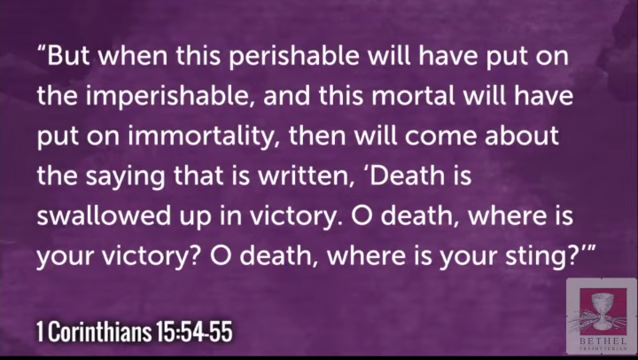 “But when this perishable will have put on
the imperishable, and this mortal will have
put on immortality, then will come about
the saying that is written, ‘Death is
swallowed up in victory. O death, where is
your victory? O death, where is your sting?’”
1 Corinthians 15:54-55
BETHEL
PRESBYTERIAN